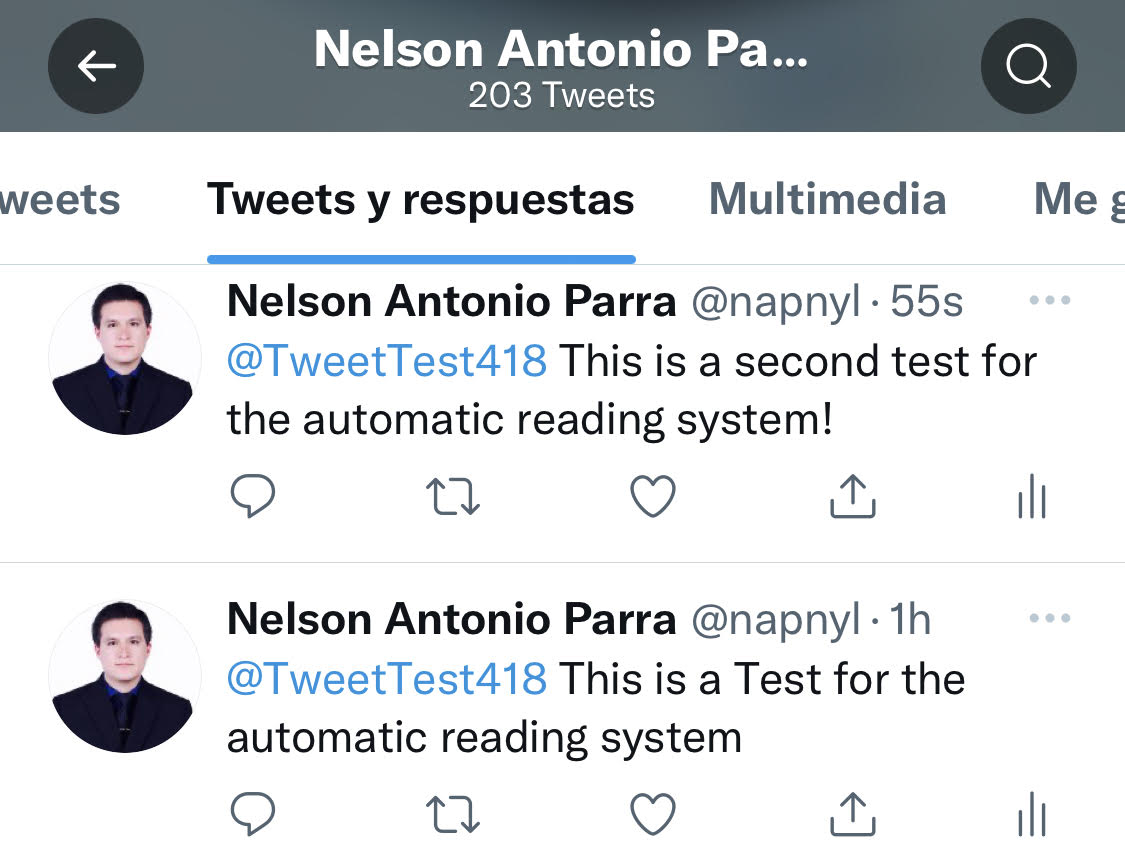 Nelson Antonio Pa...
203 Tweets
weets Tweets y respuestas Multimedia Me g
Nelson Antonio Parra @napnyl · 55s
@TweetTest418 This is a second test for
the automatic reading system!
Nelson Antonio Parra @napnyl · 1h
@TweetTest418 This is a Test for the
automatic reading system